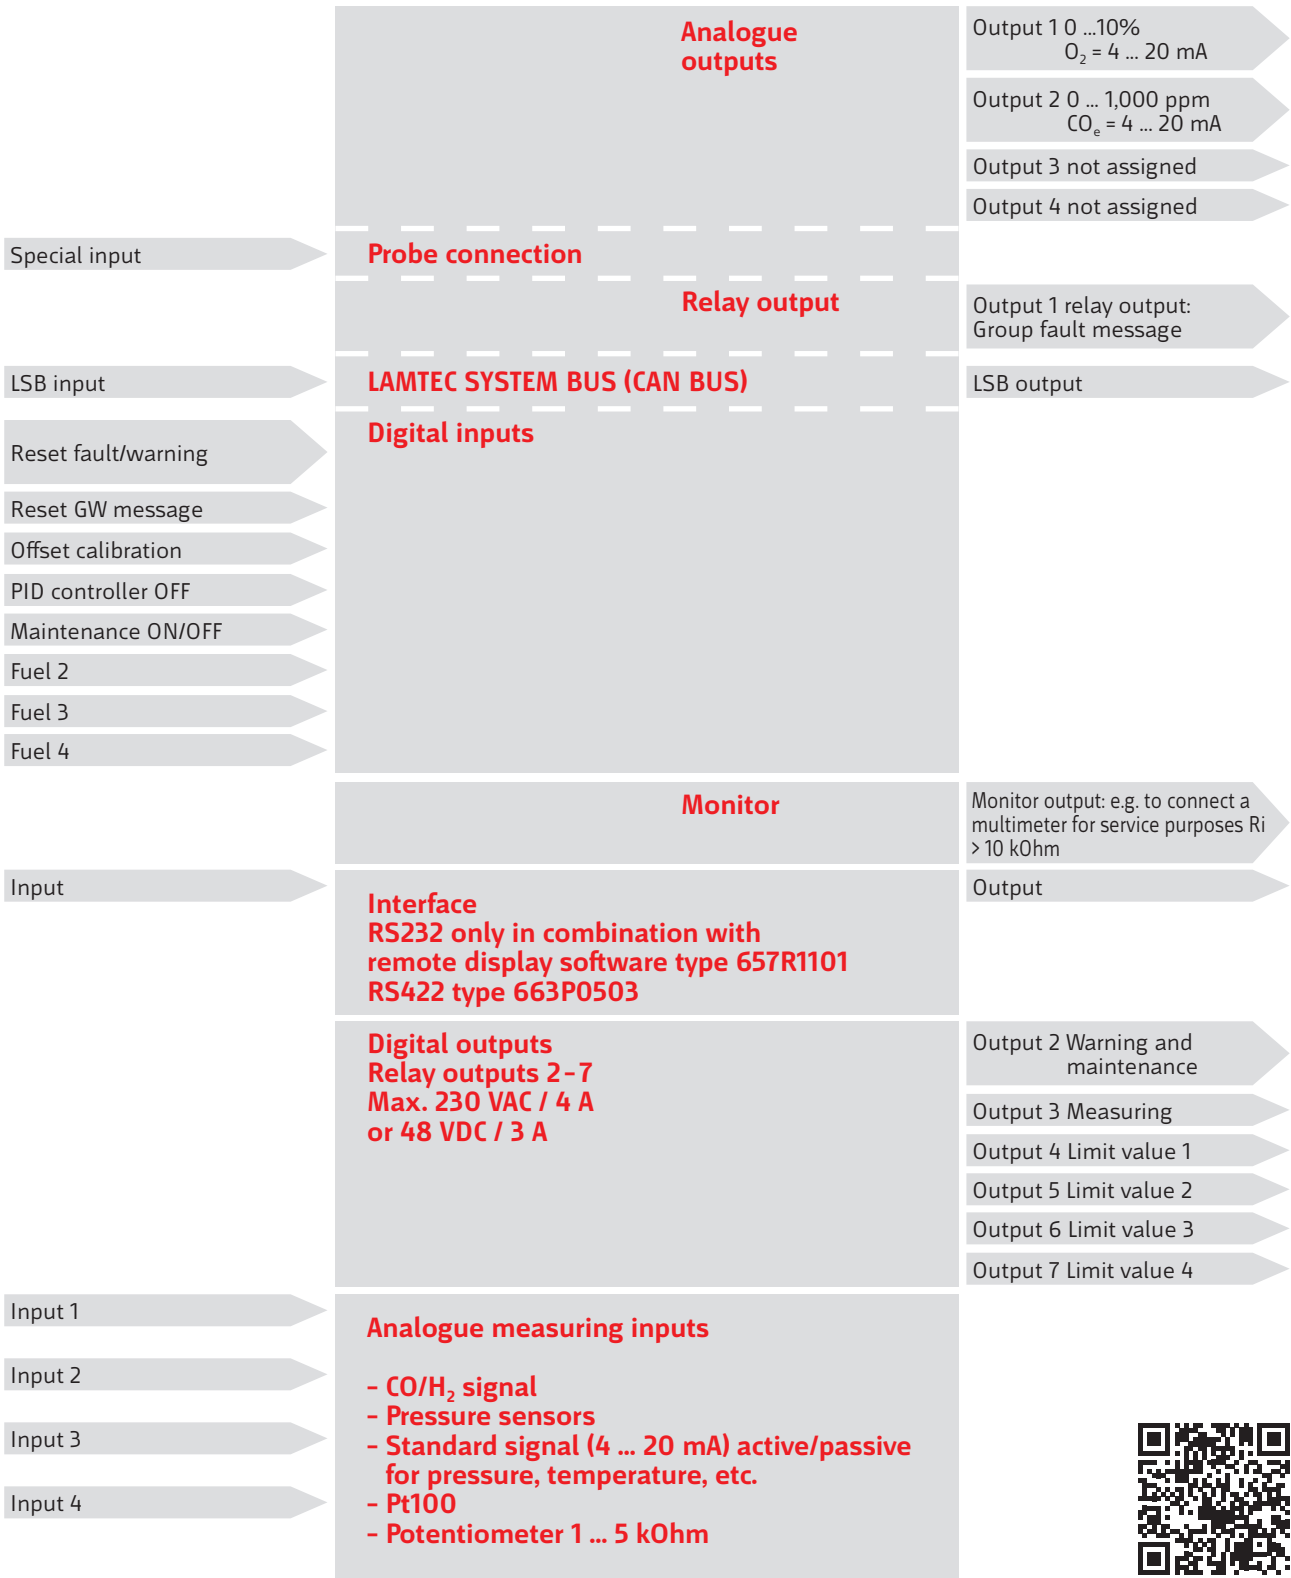 Analogue
outputs
Output 1 0 ...10%
O₂ = 4 ... 20 mA
Output 2 0 ... 1,000 ppm
COₑ = 4 ... 20 mA
Output 3 not assigned
Output 4 not assigned
Special input
Probe connection
Relay output
Output 1 relay output:
Group fault message
LSB input
LAMTEC SYSTEM BUS (CAN BUS)
LSB output
Digital inputs
Reset fault/warning
Reset GW message
Offset calibration
PID controller OFF
Maintenance ON/OFF
Fuel 2
Fuel 3
Fuel 4
Monitor
Monitor output: e.g. to connect a
multimeter for service purposes Ri
> 10 kOhm
Input
Interface
RS232 only in combination with
remote display software type 657R1101
RS422 type 663P0503
Output
Digital outputs
Relay outputs 2–7
Max. 230 VAC / 4 A
or 48 VDC / 3 A
Output 2 Warning and
maintenance
Output 3 Measuring
Output 4 Limit value 1
Output 5 Limit value 2
Output 6 Limit value 3
Output 7 Limit value 4
Input 1
Input 2
Input 3
Input 4
Analogue measuring inputs
– CO/H₂ signal
– Pressure sensors
– Standard signal (4 ... 20 mA) active/passive
for pressure, temperature, etc.
– Pt100
– Potentiometer 1 ... 5 kOhm